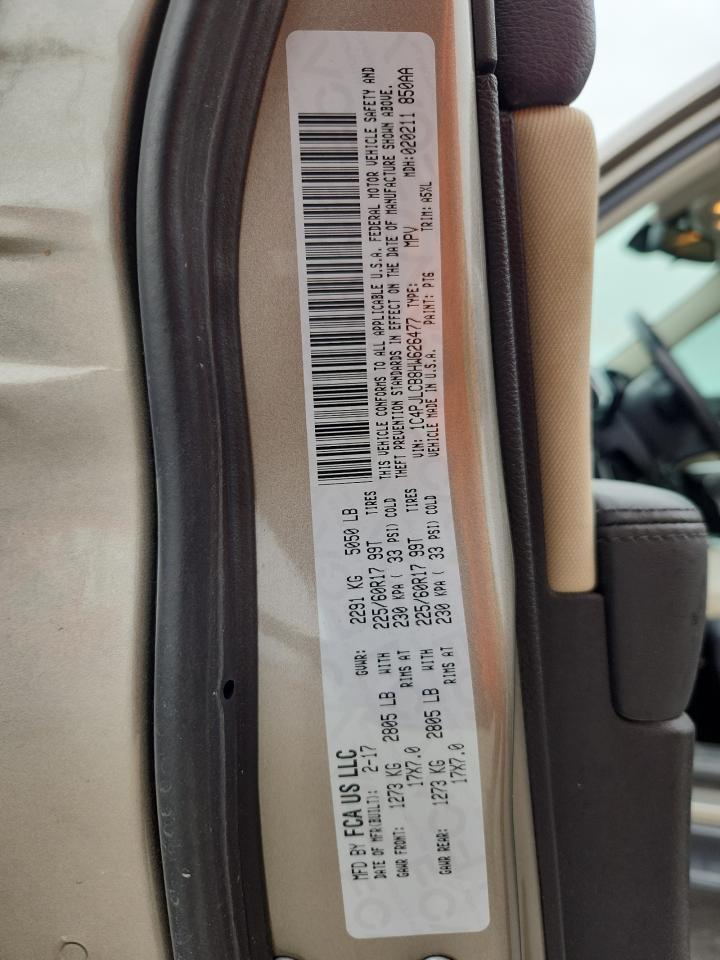 MFD BY FCA US LLC
DATE OF MFR(BUILT): 2-17 GVWR: 2291 KG 5050 LB
GAWR FRONT: 1273 KG 2805 LB WITH 225/60R17 99T TIRES
17X7.0 RIMS AT 230 KPA ( 33 PSI) COLD
GAWR REAR: 1273 KG 2805 LB WITH 225/60R17 99T TIRES
17X7.0 RIMS AT 230 KPA ( 33 PSI) COLD
THIS VEHICLE CONFORMS TO ALL APPLICABLE U.S.A. FEDERAL MOTOR VEHICLE SAFETY AND
THEFT PREVENTION STANDARDS IN EFFECT ON THE DATE OF MANUFACTURE SHOWN ABOVE.
VIN: 1C4PJLCB8HW626477 TYPE: MPV MDH:020211 850AA
VEHICLE MADE IN U.S.A. PAINT: PTG TRIM: A5XL